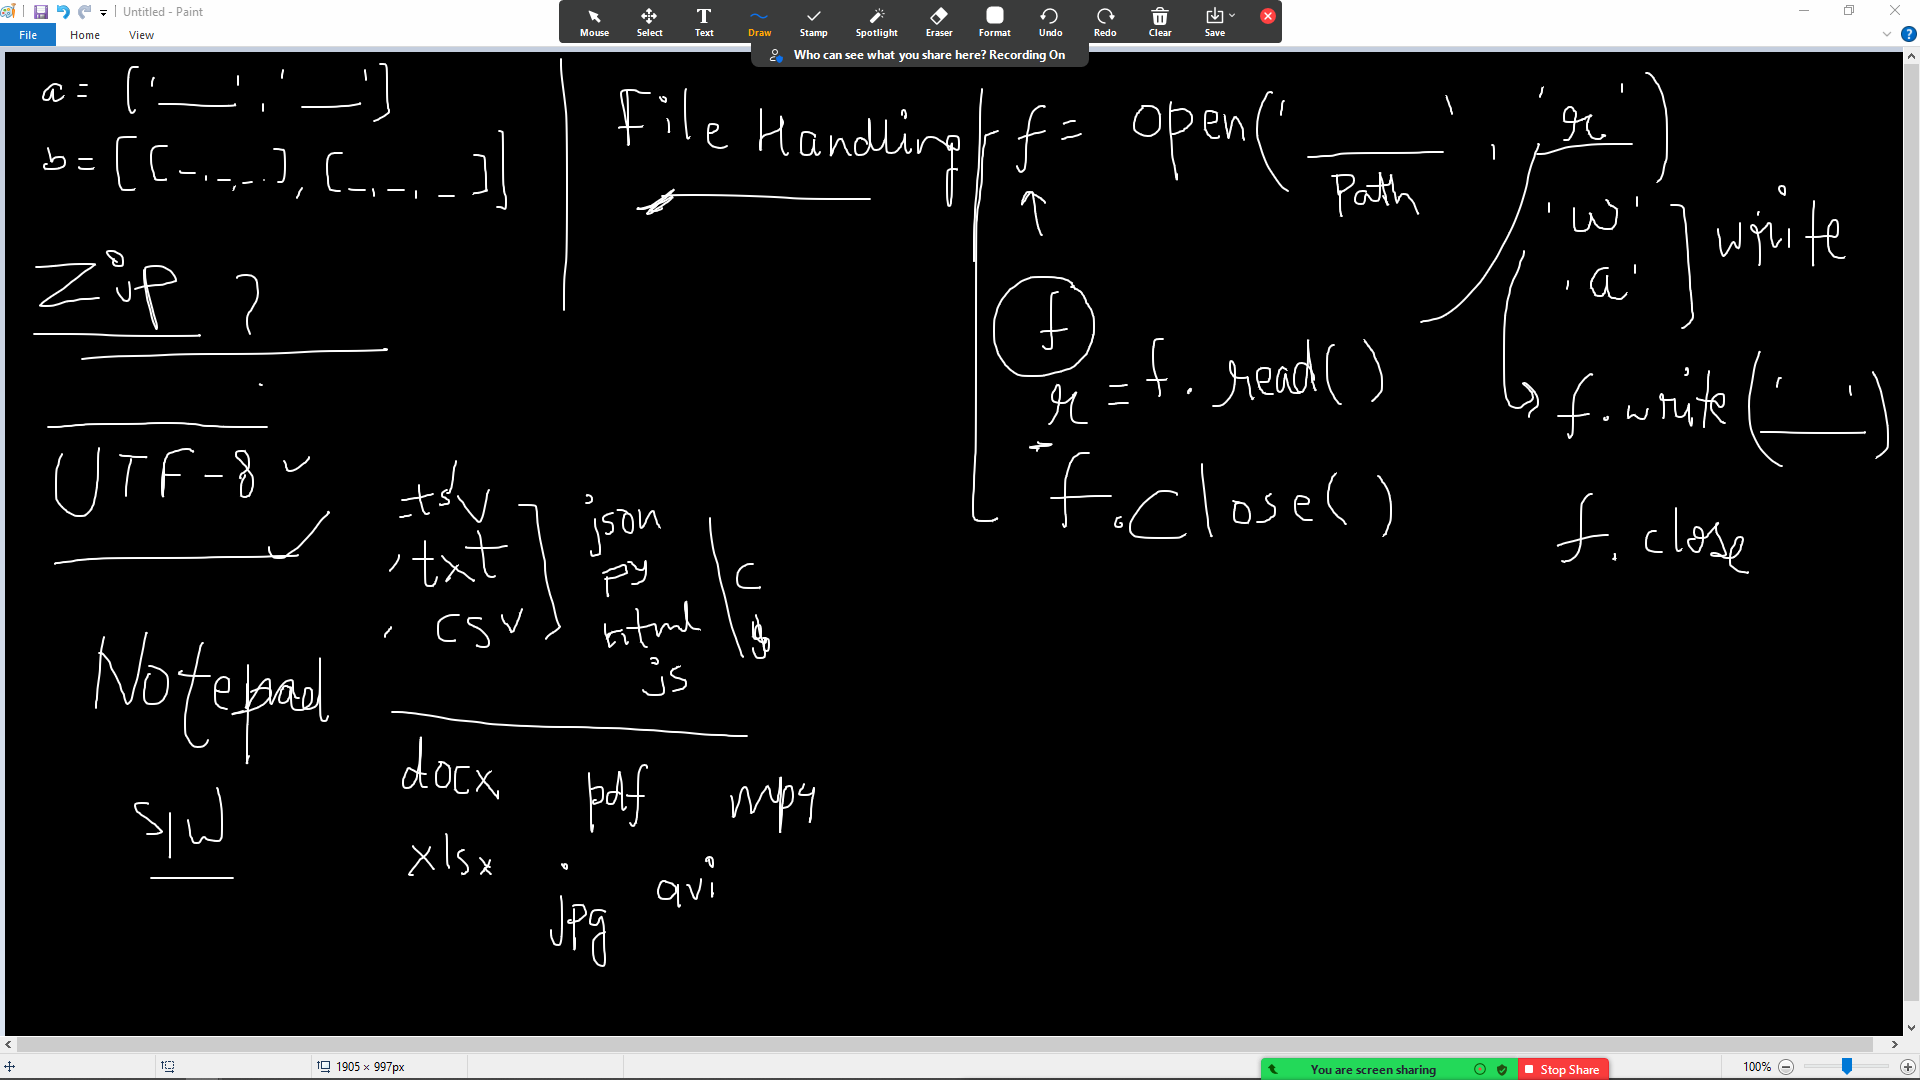 Untitled - Paint
File Home View
Mouse Select Text Draw Stamp Spotlight Eraser Format Undo Redo Clear Save
Who can see what you share here? Recording On
a = [' ___ ', ' ___ ']
b = [[ _, _, _ ], [ _, _, _ ]]
Zip ?
UTF-8
Notepad
S/W
.tsv
.txt
.csv
json
py
html
js
C
docx
xlsx
pdf
jpg
mp4
avi
File Handling
f = open(' ___ ', 'r')
Path
'w'
'a'
write
f
r = f.read()
f.close()
f.write(' ___ ')
f.close
1905 × 997px
You are screen sharing
Stop Share
100%